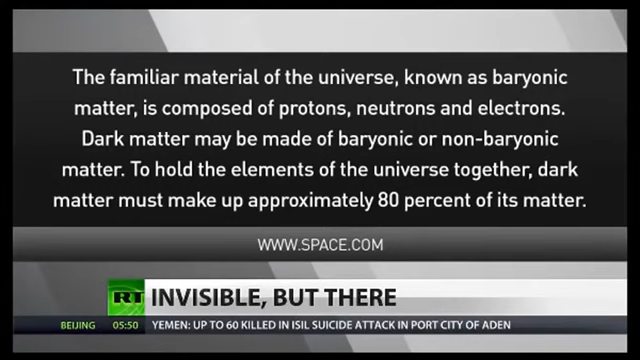 The familiar material of the universe, known as baryonic
matter, is composed of protons, neutrons and electrons.
Dark matter may be made of baryonic or non-baryonic
matter. To hold the elements of the universe together, dark
matter must make up approximately 80 percent of its matter.
WWW.SPACE.COM
RT INVISIBLE, BUT THERE
BEIJING 05:50 YEMEN: UP TO 60 KILLED IN ISIL SUICIDE ATTACK IN PORT CITY OF ADEN